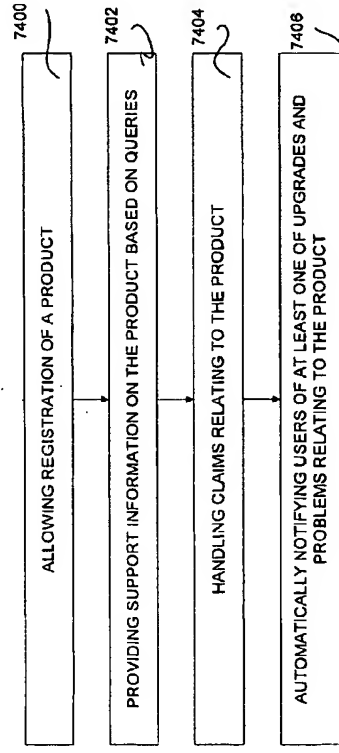 7400
ALLOWING REGISTRATION OF A PRODUCT
7402
PROVIDING SUPPORT INFORMATION ON THE PRODUCT BASED ON QUERIES
7404
HANDLING CLAIMS RELATING TO THE PRODUCT
7406
AUTOMATICALLY NOTIFYING USERS OF AT LEAST ONE OF UPGRADES AND
PROBLEMS RELATING TO THE PRODUCT